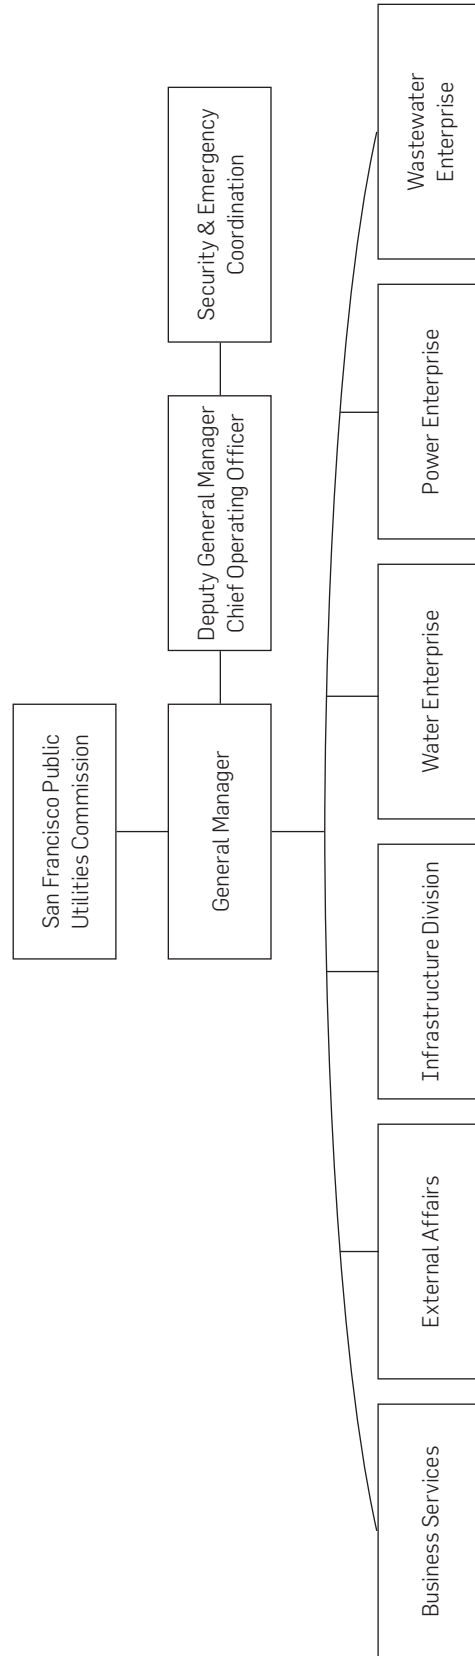 San Francisco Public
Utilities Commission
General Manager
Deputy General Manager
Chief Operating Officer
Security & Emergency
Coordination
Business Services
External Affairs
Infrastructure Division
Water Enterprise
Power Enterprise
Wastewater
Enterprise